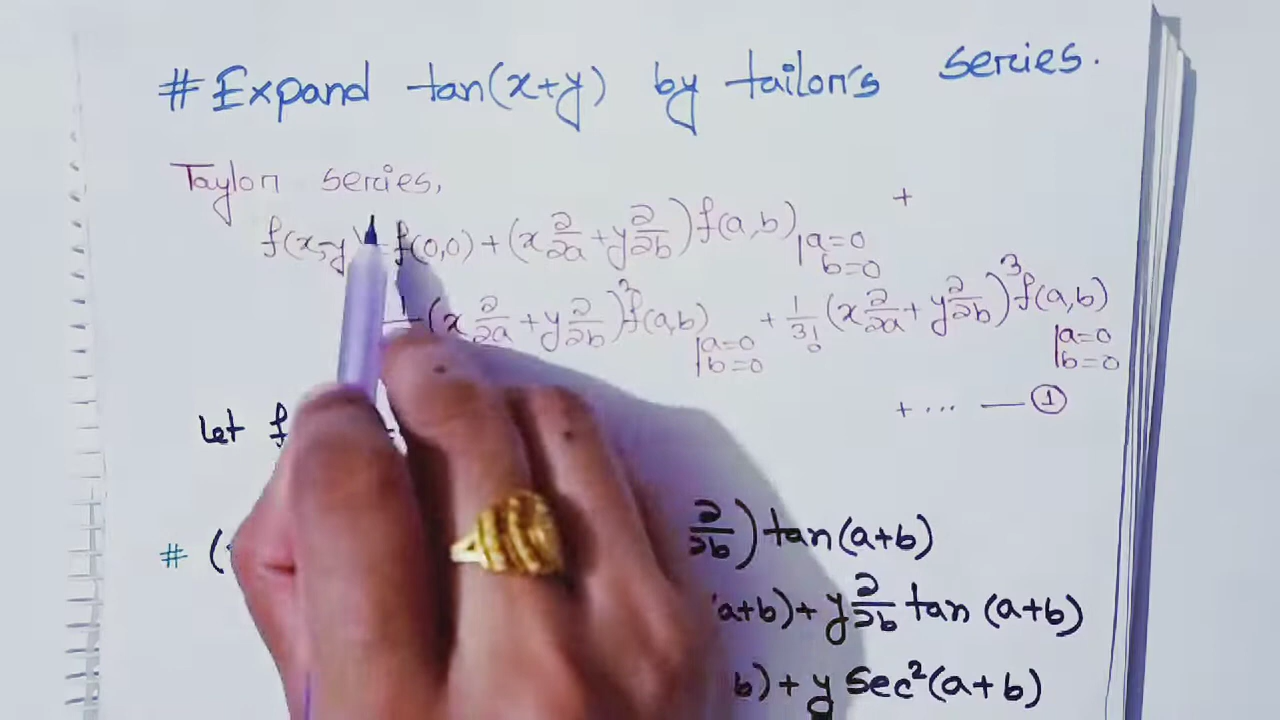 # Expand tan(x+y) by tailor's series.
Taylor series,
f(x,y) = f(0,0) + (x ∂/∂a + y ∂/∂b) f(a,b) |a=0 b=0 +
(x ∂/∂a + y ∂/∂b)² f(a,b) |a=0 b=0 + 1/3! (x ∂/∂a + y ∂/∂b)³ f(a,b) |a=0 b=0
+ ... — ①
Let f
# (
∂/∂b) tan(a+b)
a+b) + y ∂/∂b tan (a+b)
b) + y sec²(a+b)